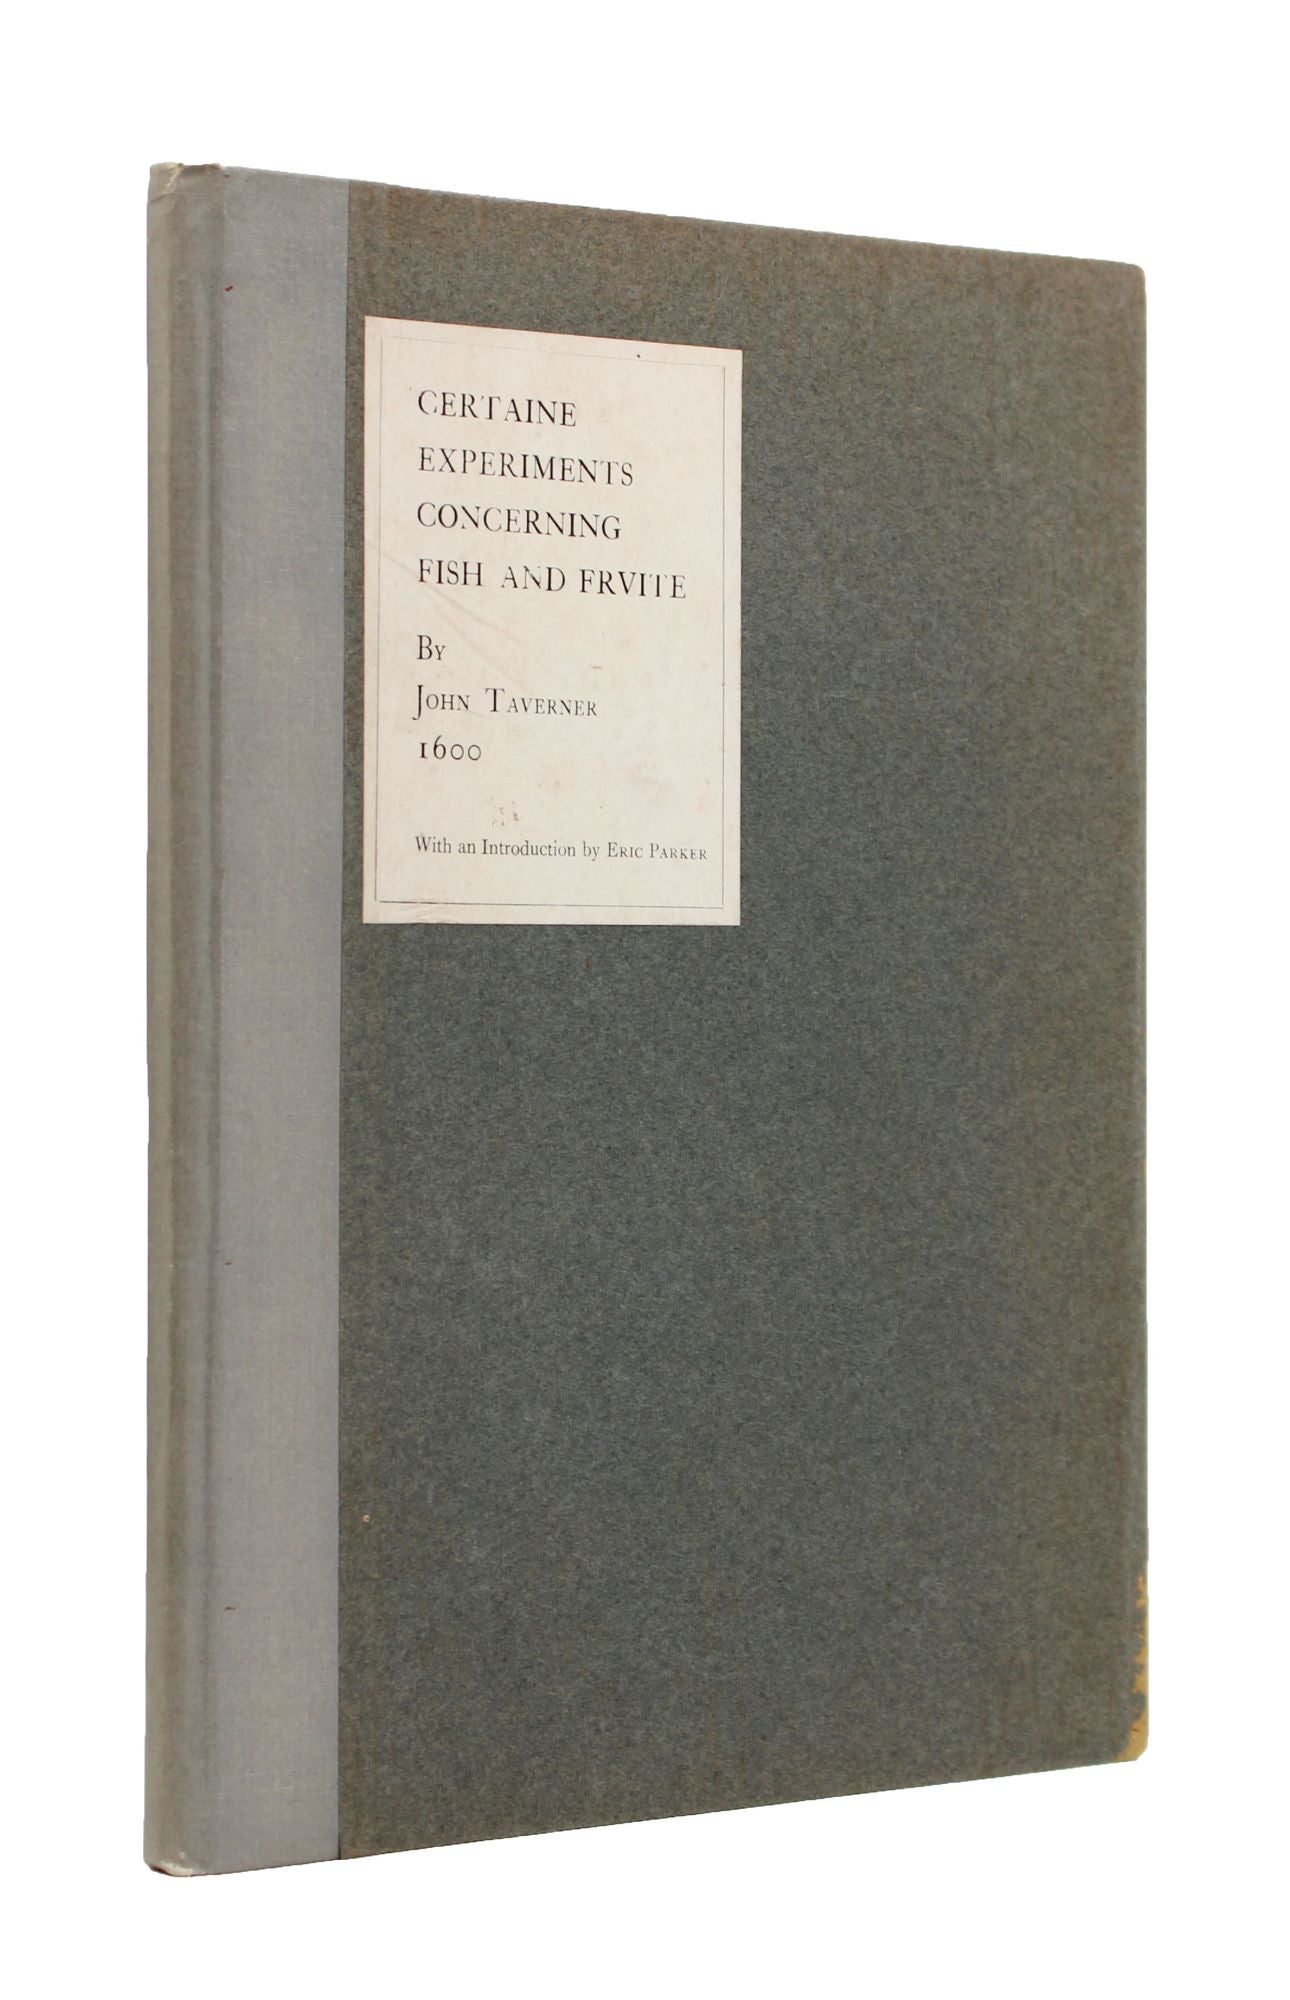 CERTAINE
EXPERIMENTS
CONCERNING
FISH AND FRVITE
By
John Taverner
1600
With an Introduction by Eric Parker